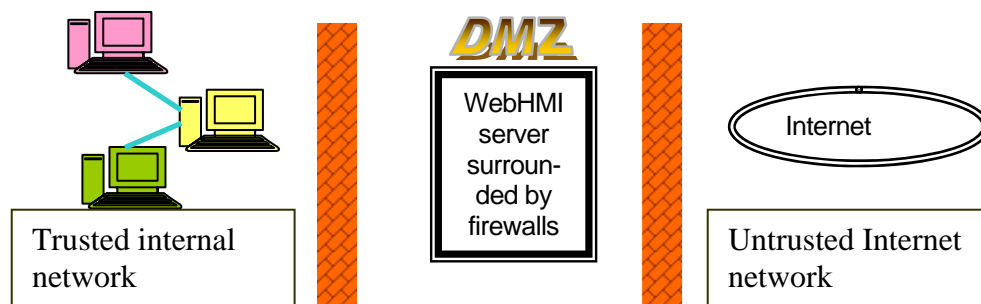 DMZ
WebHMI
server
surroun-
ded by
firewalls
Internet
Trusted internal
network
Untrusted Internet
network